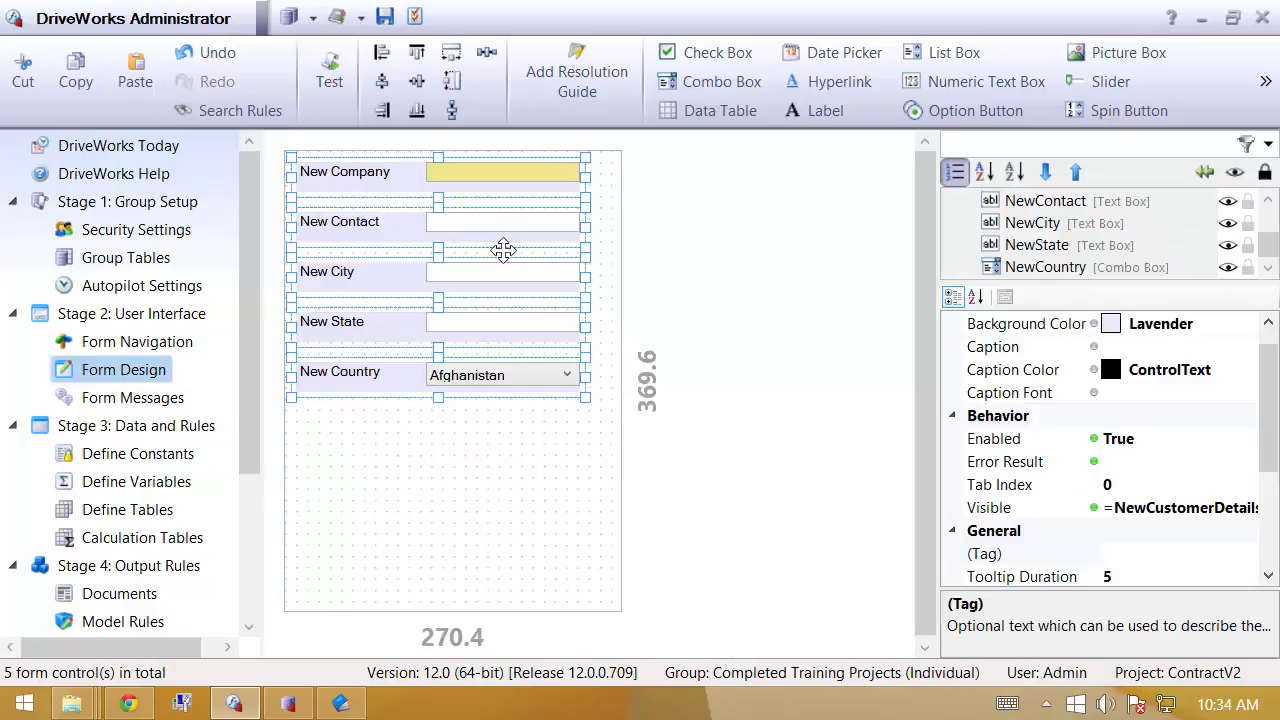 DriveWorks Administrator
Cut
Copy
Paste
Undo
Redo
Search Rules
Test
Add Resolution
Guide
Check Box
Combo Box
Data Table
Date Picker
Hyperlink
Label
List Box
Numeric Text Box
Option Button
Picture Box
Slider
Spin Button
DriveWorks Today
DriveWorks Help
Stage 1: Group Setup
Security Settings
Group Tables
Autopilot Settings
Stage 2: User Interface
Form Navigation
Form Design
Form Messages
Stage 3: Data and Rules
Define Constants
Define Variables
Define Tables
Calculation Tables
Stage 4: Output Rules
Documents
Model Rules
New Company
New Contact
New City
New State
New Country
Afghanistan
369.6
270.4
NewContact [Text Box]
NewCity [Text Box]
NewState [Text Box]
NewCountry [Combo Box]
Background Color Lavender
Caption
Caption Color ControlText
Caption Font
Behavior
Enabled True
Error Result
Tab Index 0
Visible =NewCustomerDetails
General
(Tag)
Tooltip Duration 5
(Tag)
Optional text which can be used to describe the...
5 form control(s) in total
Version: 12.0 (64-bit) [Release 12.0.0.709]
Group: Completed Training Projects (Individual)
User: Admin
Project: ContractV2
10:34 AM